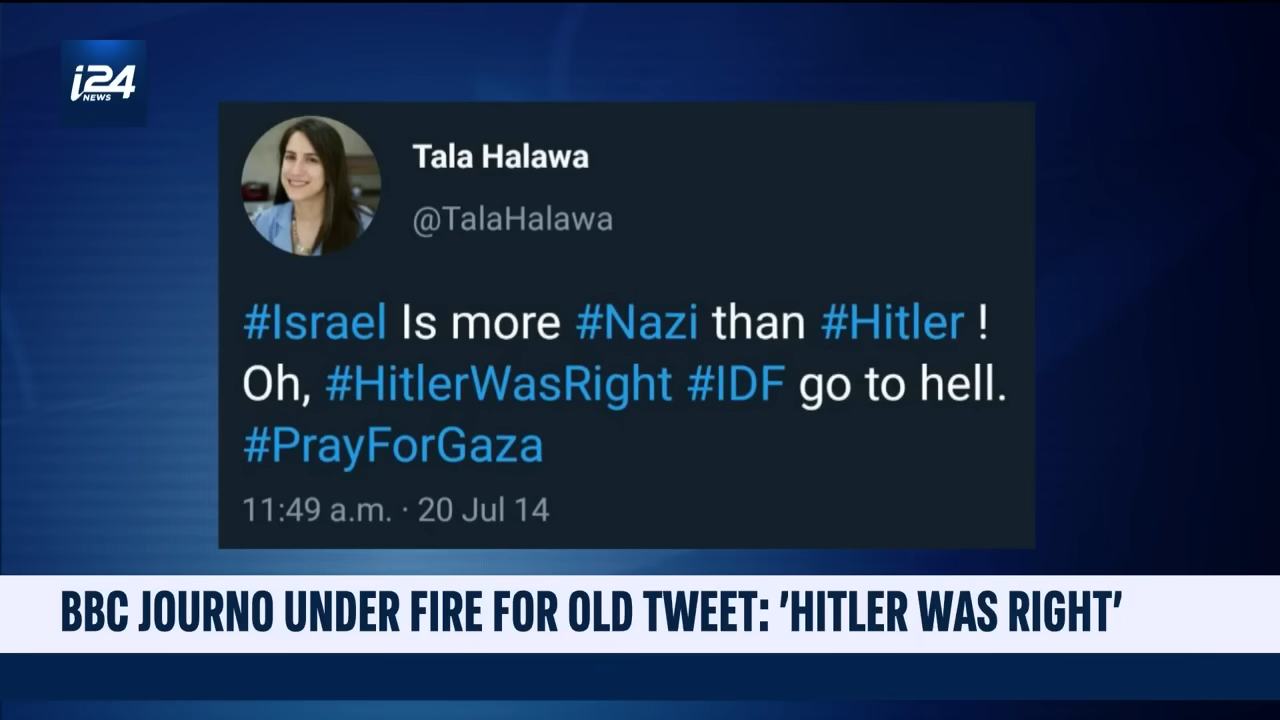 i24
NEWS
Tala Halawa
@TalaHalawa
#Israel Is more #Nazi than #Hitler !
Oh, #HitlerWasRight #IDF go to hell.
#PrayForGaza
11:49 a.m. · 20 Jul 14
BBC JOURNO UNDER FIRE FOR OLD TWEET: 'HITLER WAS RIGHT'